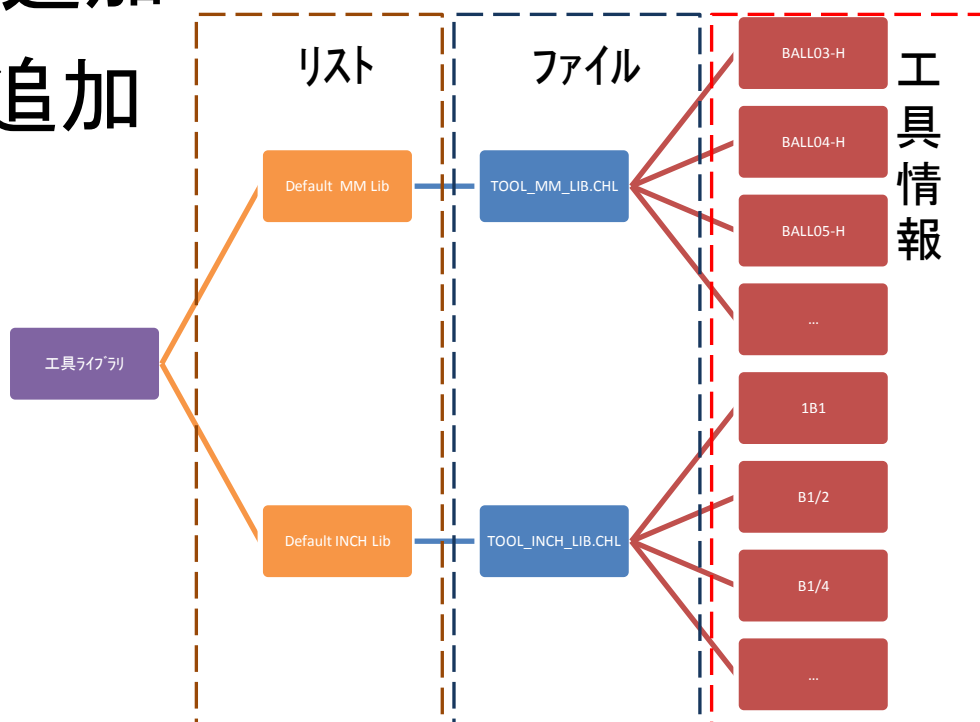 追加
追加
リスト
ファイル
工具情報
工具ライブラリ
Default MM Lib
TOOL_MM_LIB.CHL
BALL03-H
BALL04-H
BALL05-H
...
Default INCH Lib
TOOL_INCH_LIB.CHL
1B1
B1/2
B1/4
...